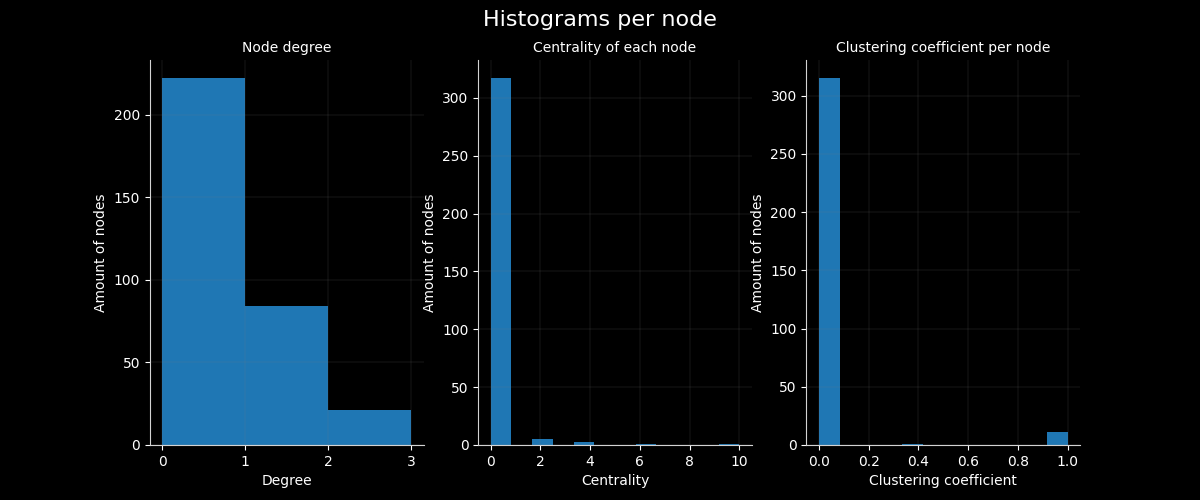 Histograms per node
Node degree
Amount of nodes
200
150
100
50
0
0 1 2 3
Degree
Centrality of each node
Amount of nodes
300
250
200
150
100
50
0
0 2 4 6 8 10
Centrality
Clustering coefficient per node
Amount of nodes
300
250
200
150
100
50
0
0.0 0.2 0.4 0.6 0.8 1.0
Clustering coefficient